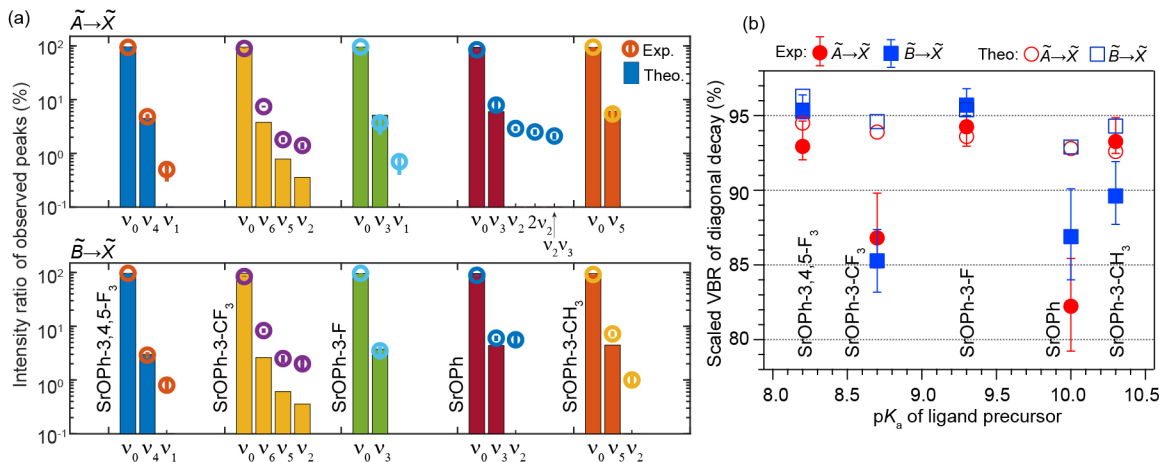 (a)
Ã→X̃
Intensity ratio of observed peaks (%)
10²
10¹
10⁰
10⁻¹
Exp.
Theo.
ν₀ ν₄ ν₁
ν₀ ν₆ ν₅ ν₂
ν₀ ν₃ ν₁
ν₀ ν₃ ν₂ 2ν₂
ν₂ν₃
ν₀ ν₅
B̃→X̃
10²
10¹
10⁰
10⁻¹
SrOPh-3,4,5-F₃
SrOPh-3-CF₃
SrOPh-3-F
SrOPh
SrOPh-3-CH₃
ν₀ ν₄ ν₁
ν₀ ν₆ ν₅ ν₂
ν₀ ν₃
ν₀ ν₃ ν₂
ν₀ ν₅ ν₂
(b)
Exp: Ã→X̃ B̃→X̃ Theo: Ã→X̃ B̃→X̃
Scaled VBR of diagonal decay (%)
95
90
85
80
SrOPh-3,4,5-F₃
SrOPh-3-CF₃
SrOPh-3-F
SrOPh
SrOPh-3-CH₃
8.0 8.5 9.0 9.5 10.0 10.5
pKₐ of ligand precursor